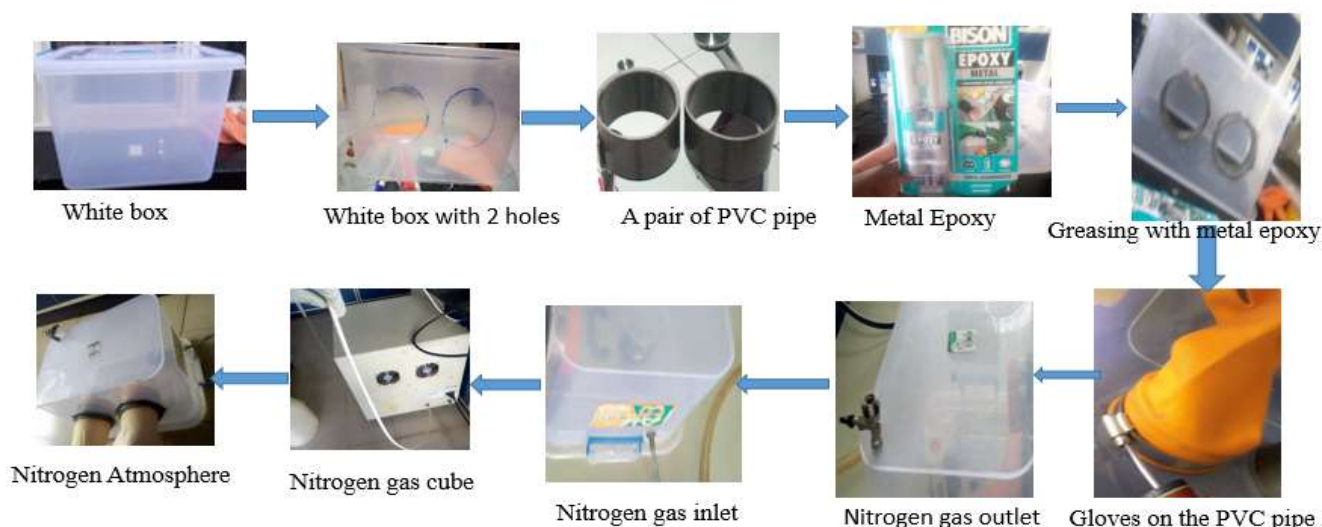 White box
White box with 2 holes
A pair of PVC pipe
BISON
EPOXY
METAL
Metal Epoxy
Greasing with metal epoxy
Nitrogen Atmosphere
Nitrogen gas cube
Nitrogen gas inlet
Nitrogen gas outlet
Gloves on the PVC pipe